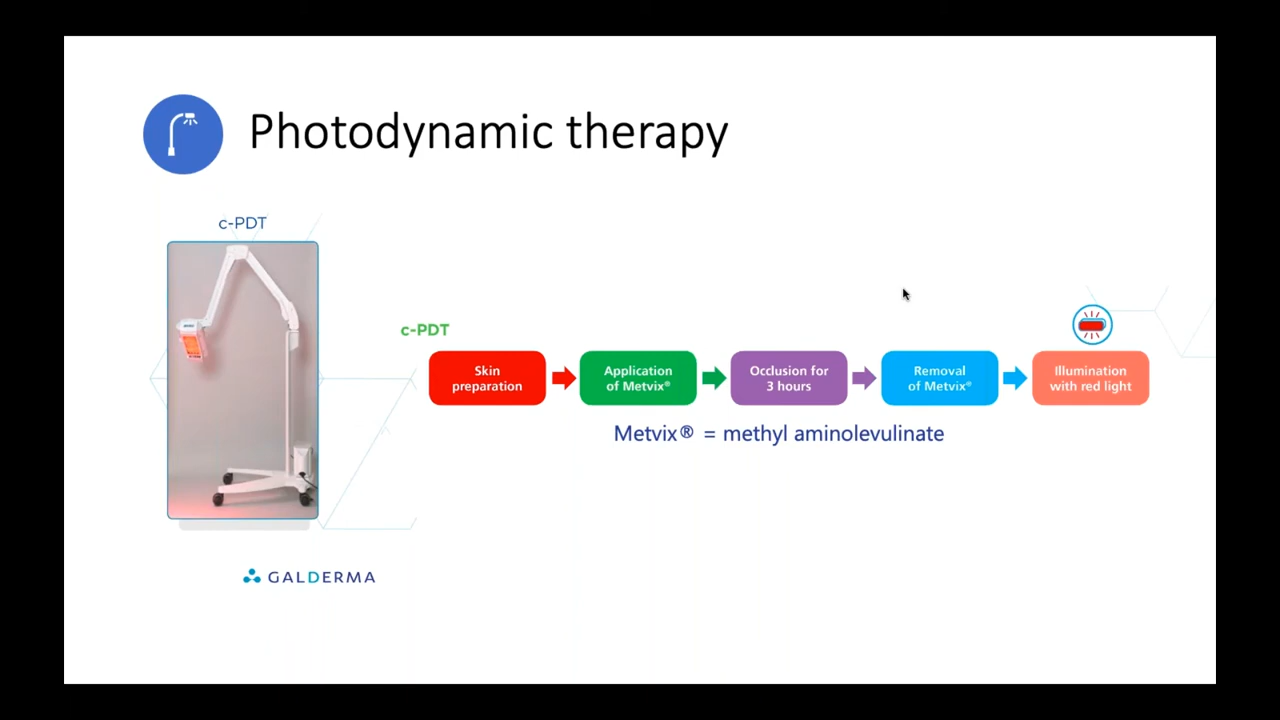 Photodynamic therapy
c-PDT
c-PDT
Skin
preparation
Application
of Metvix®
Occlusion for
3 hours
Removal
of Metvix®
Illumination
with red light
Metvix® = methyl aminolevulinate
GALDERMA